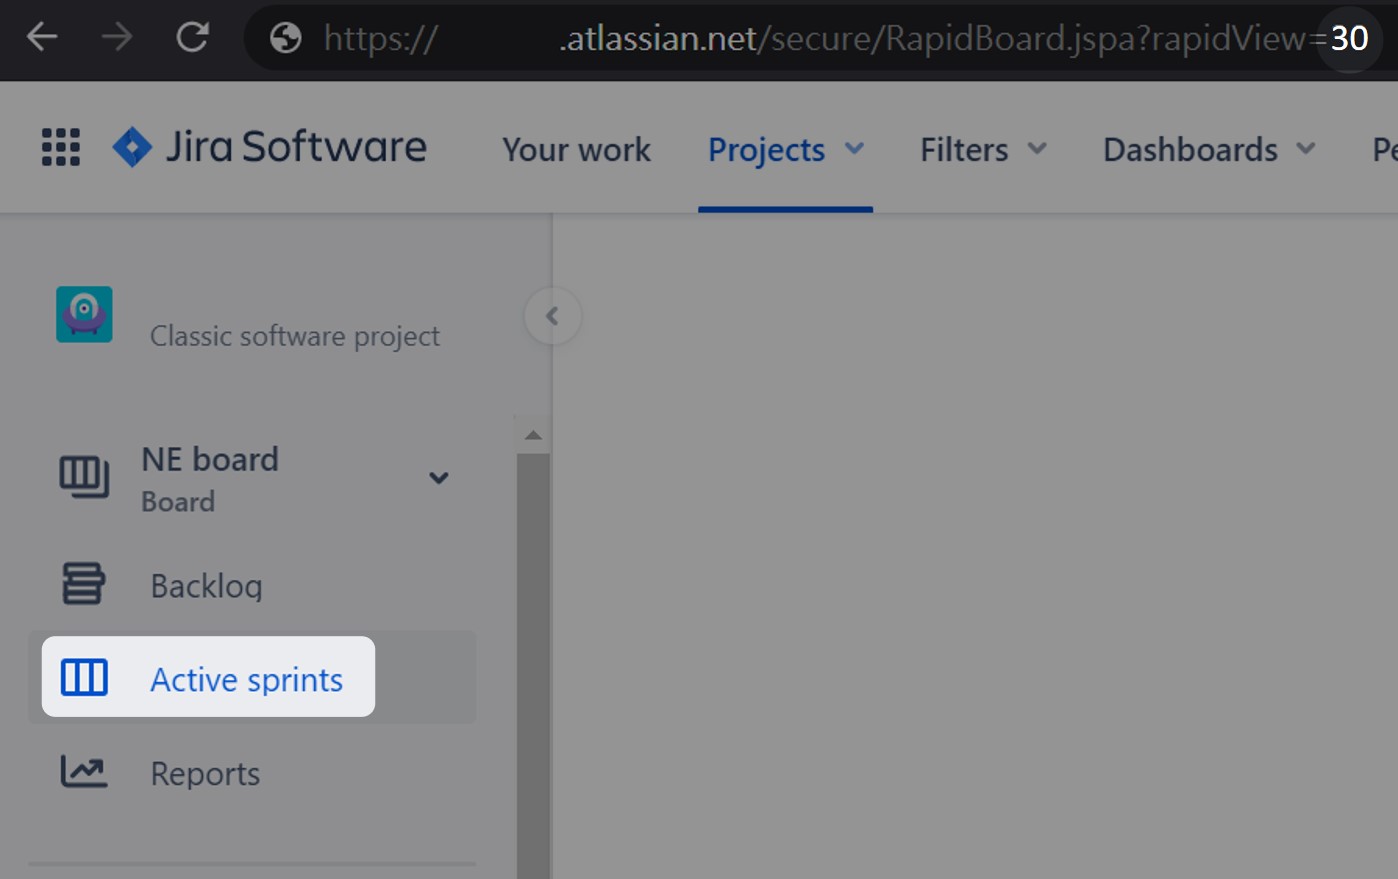 https:// .atlassian.net/secure/RapidBoard.jspa?rapidView=30
Jira Software Your work Projects Filters Dashboards
Classic software project
NE board
Board
Backlog
Active sprints
Reports